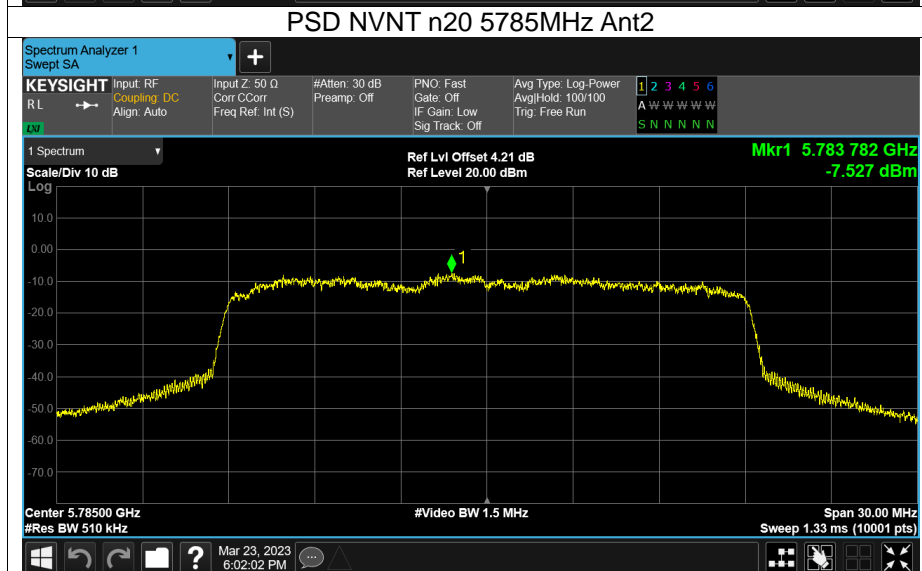 PSD NVNT n20 5785MHz Ant2
Spectrum Analyzer 1
Swept SA
+
KEYSIGHT Input: RF Input Z: 50 Ω #Atten: 30 dB PNO: Fast Avg Type: Log-Power 1 2 3 4 5 6
RL Coupling: DC Corr CCorr Preamp: Off Gate: Off Avg|Hold: 100/100 A W W W W W
Align: Auto Freq Ref: Int (S) IF Gain: Low Trig: Free Run
LXI Sig Track: Off S N N N N N
1 Spectrum Ref Lvl Offset 4.21 dB Mkr1 5.783 782 GHz
Scale/Div 10 dB Ref Level 20.00 dBm -7.527 dBm
Log
10.0
0.00
1
-10.0
-20.0
-30.0
-40.0
-50.0
-60.0
-70.0
Center 5.78500 GHz #Video BW 1.5 MHz Span 30.00 MHz
#Res BW 510 kHz Sweep 1.33 ms (10001 pts)
? Mar 23, 2023
6:02:02 PM